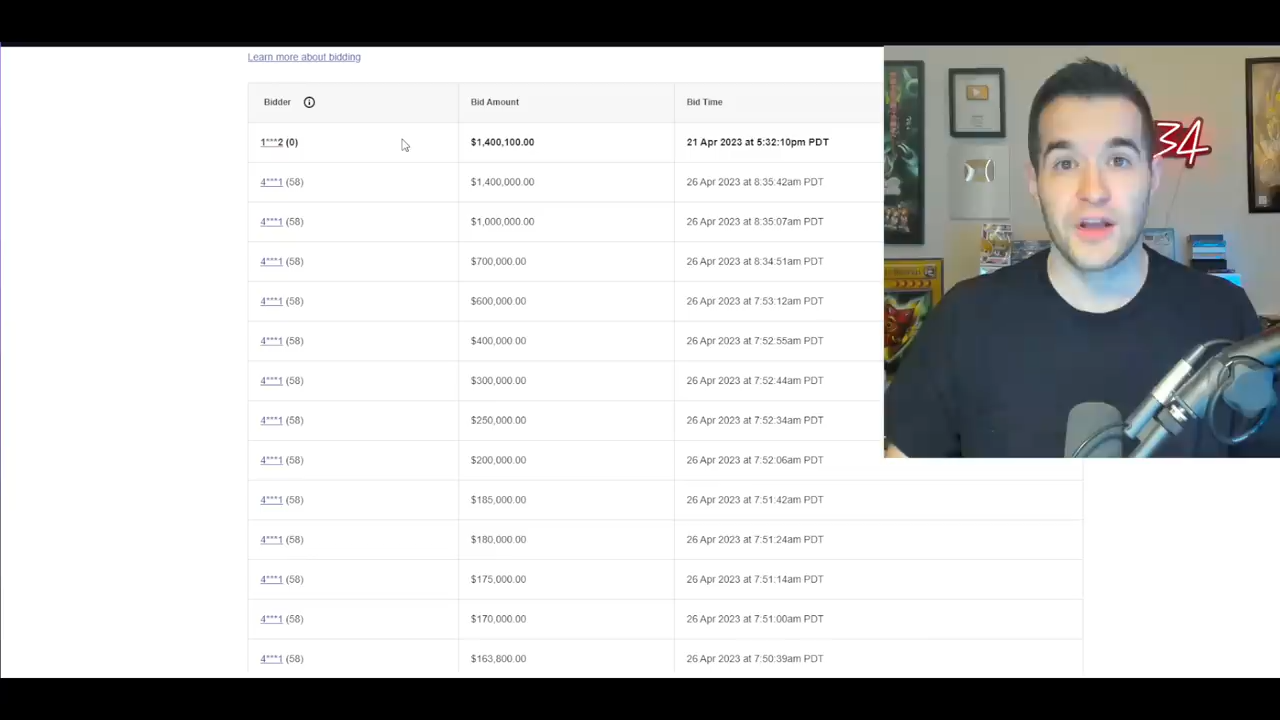 Learn more about bidding
Bidder Bid Amount Bid Time
1***2 (0) $1,400,100.00 21 Apr 2023 at 5:32:10pm PDT
4***1 (58) $1,400,000.00 26 Apr 2023 at 8:35:42am PDT
4***1 (58) $1,000,000.00 26 Apr 2023 at 8:35:07am PDT
4***1 (58) $700,000.00 26 Apr 2023 at 8:34:51am PDT
4***1 (58) $600,000.00 26 Apr 2023 at 7:53:12am PDT
4***1 (58) $400,000.00 26 Apr 2023 at 7:52:55am PDT
4***1 (58) $300,000.00 26 Apr 2023 at 7:52:44am PDT
4***1 (58) $250,000.00 26 Apr 2023 at 7:52:34am PDT
4***1 (58) $200,000.00 26 Apr 2023 at 7:52:06am PDT
4***1 (58) $185,000.00 26 Apr 2023 at 7:51:42am PDT
4***1 (58) $180,000.00 26 Apr 2023 at 7:51:24am PDT
4***1 (58) $175,000.00 26 Apr 2023 at 7:51:14am PDT
4***1 (58) $170,000.00 26 Apr 2023 at 7:51:00am PDT
4***1 (58) $163,800.00 26 Apr 2023 at 7:50:39am PDT
34